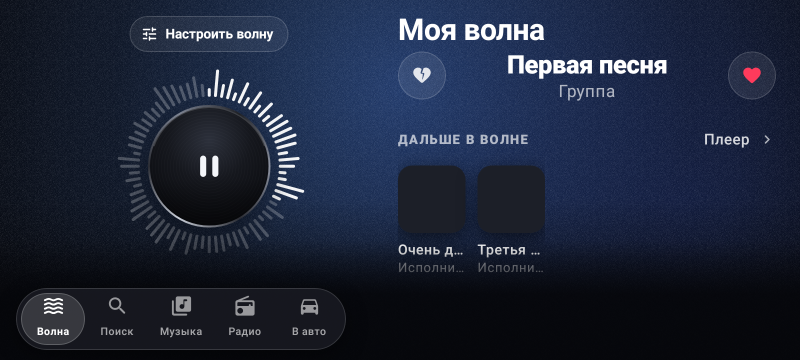 Настроить волну
Моя волна
Первая песня
Группа
ДАЛЬШЕ В ВОЛНЕ
Плеер
Очень д...
Третья ...
Исполни...
Исполни...
Волна
Поиск
Музыка
Радио
В авто